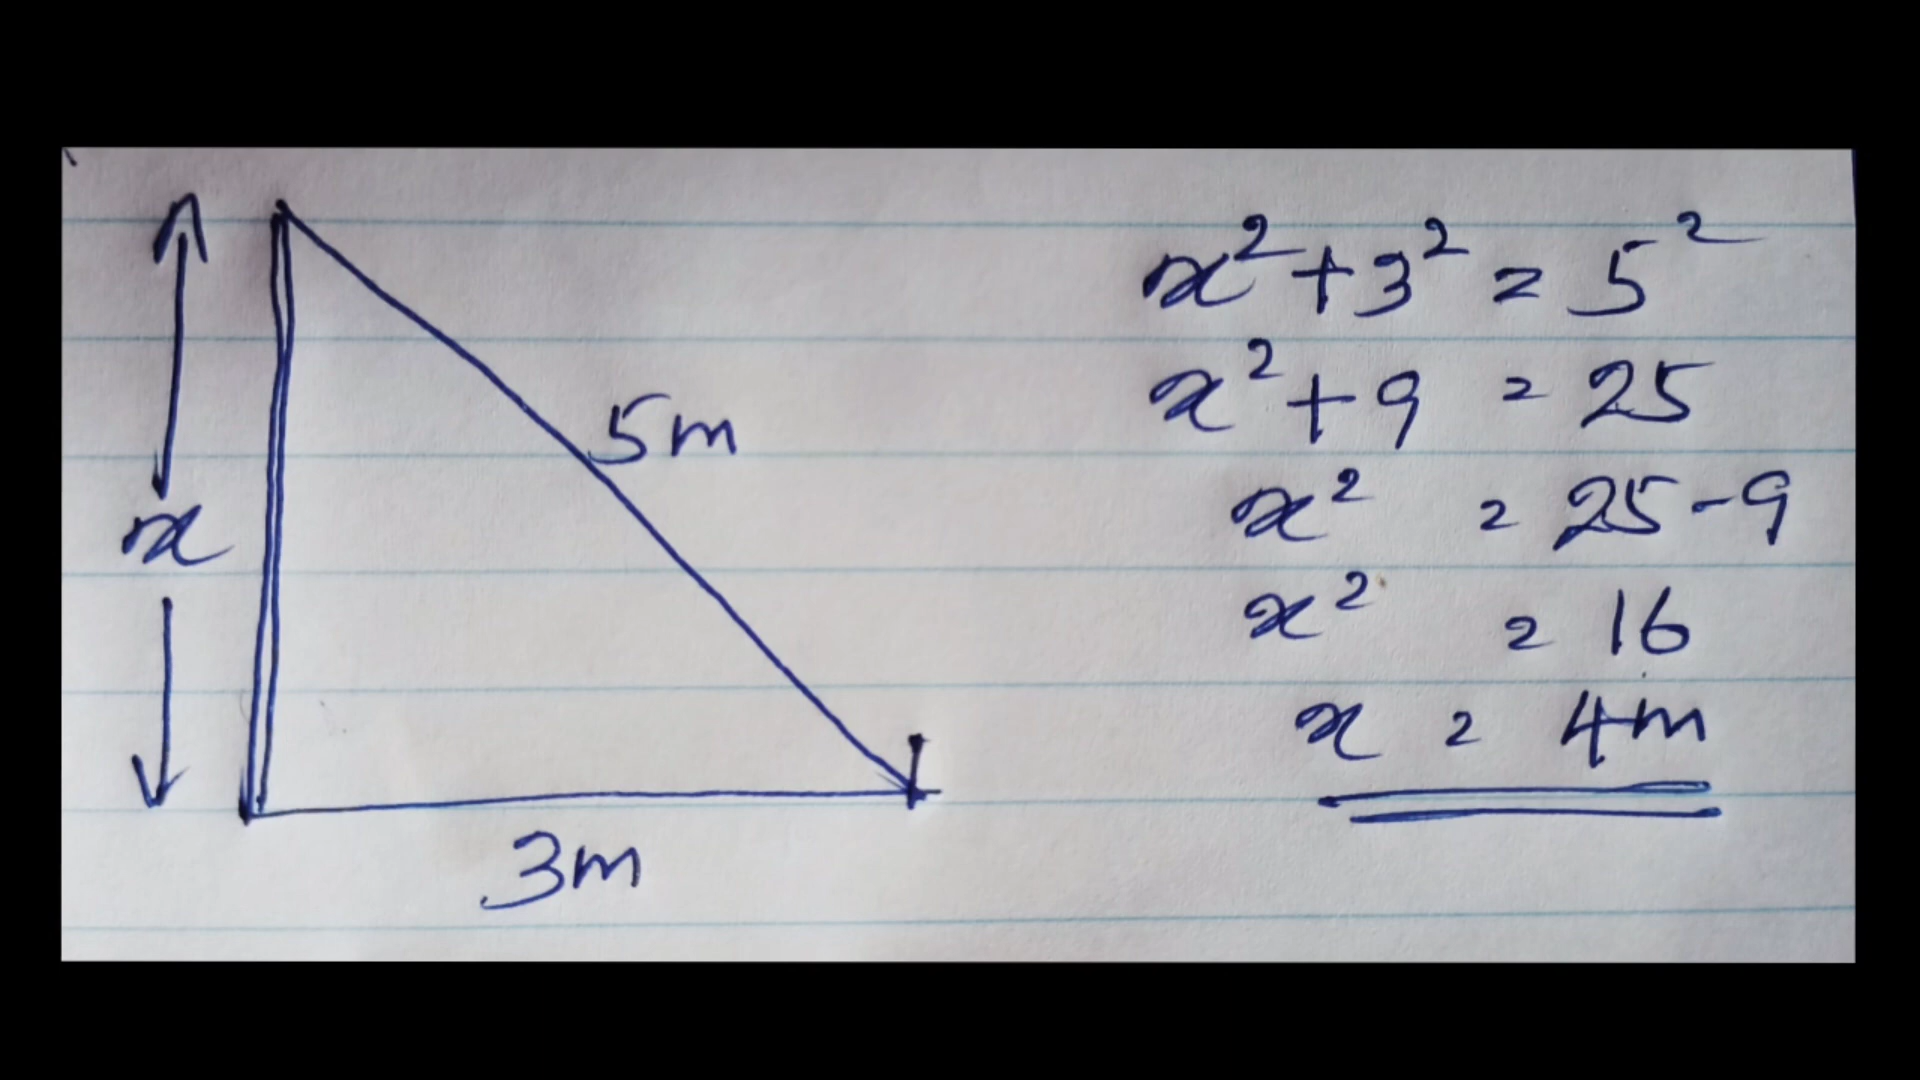 x
5m
3m
x² + 3² = 5²
x² + 9 = 25
x² = 25 - 9
x² = 16
x = 4m